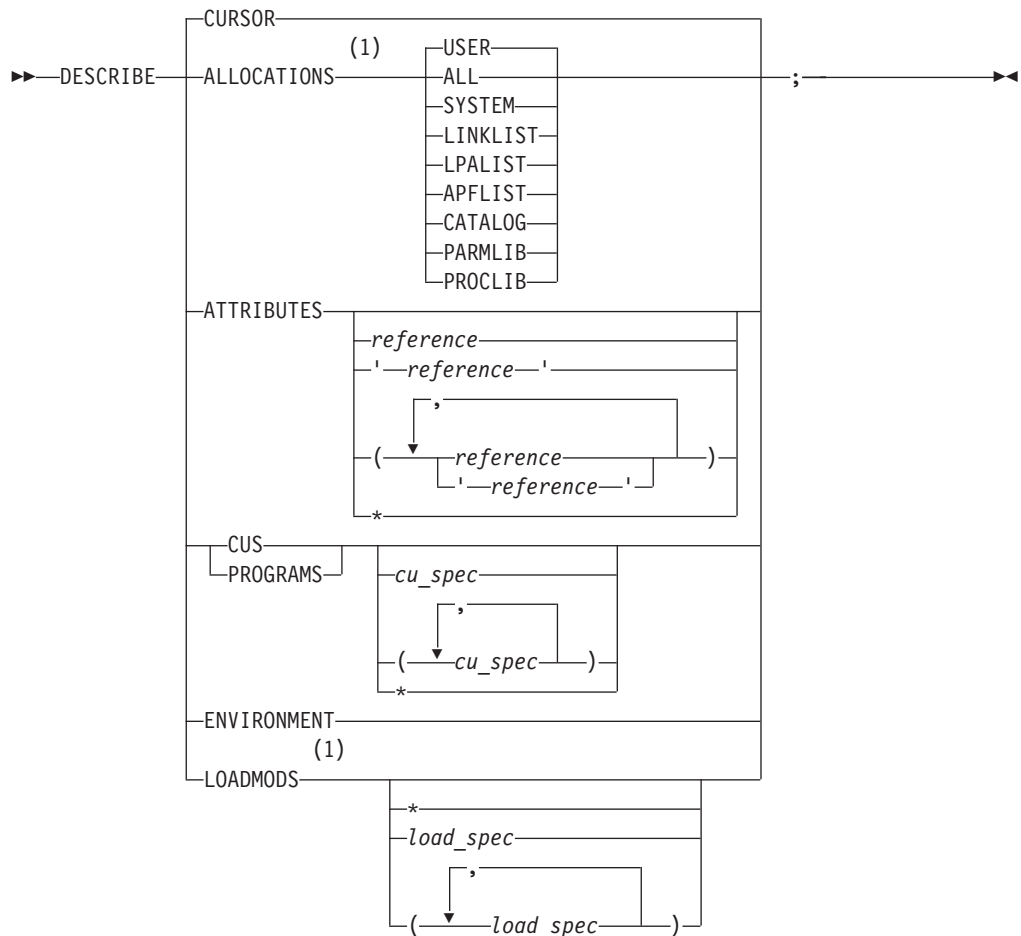 CURSOR
(1)
USER
DESCRIBE ALLOCATIONS ALL ;
SYSTEM
LINKLIST
LPALIST
APFLIST
CATALOG
PARMLIB
PROCLIB
ATTRIBUTES
reference
' reference '
,
( reference )
' reference '
*
CUS
PROGRAMS cu_spec
,
( cu_spec )
*
ENVIRONMENT
(1)
LOADMODS
*
load_spec
,
( load_spec )